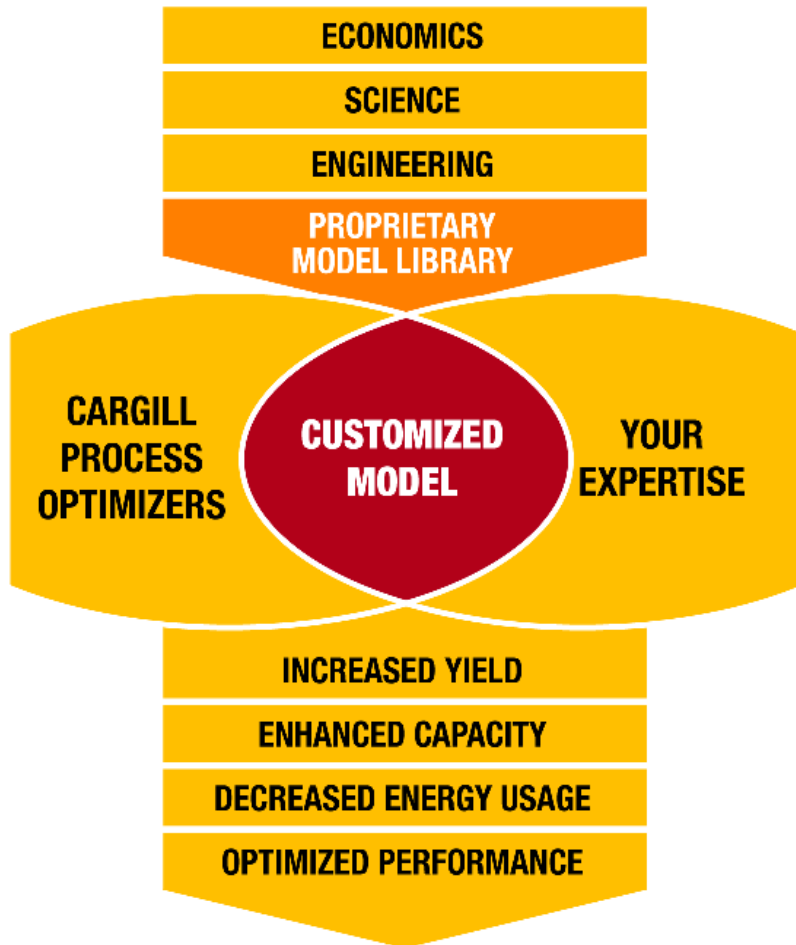 ECONOMICS
SCIENCE
ENGINEERING
PROPRIETARY
MODEL LIBRARY
CARGILL
PROCESS
OPTIMIZERS
CUSTOMIZED
MODEL
YOUR
EXPERTISE
INCREASED YIELD
ENHANCED CAPACITY
DECREASED ENERGY USAGE
OPTIMIZED PERFORMANCE